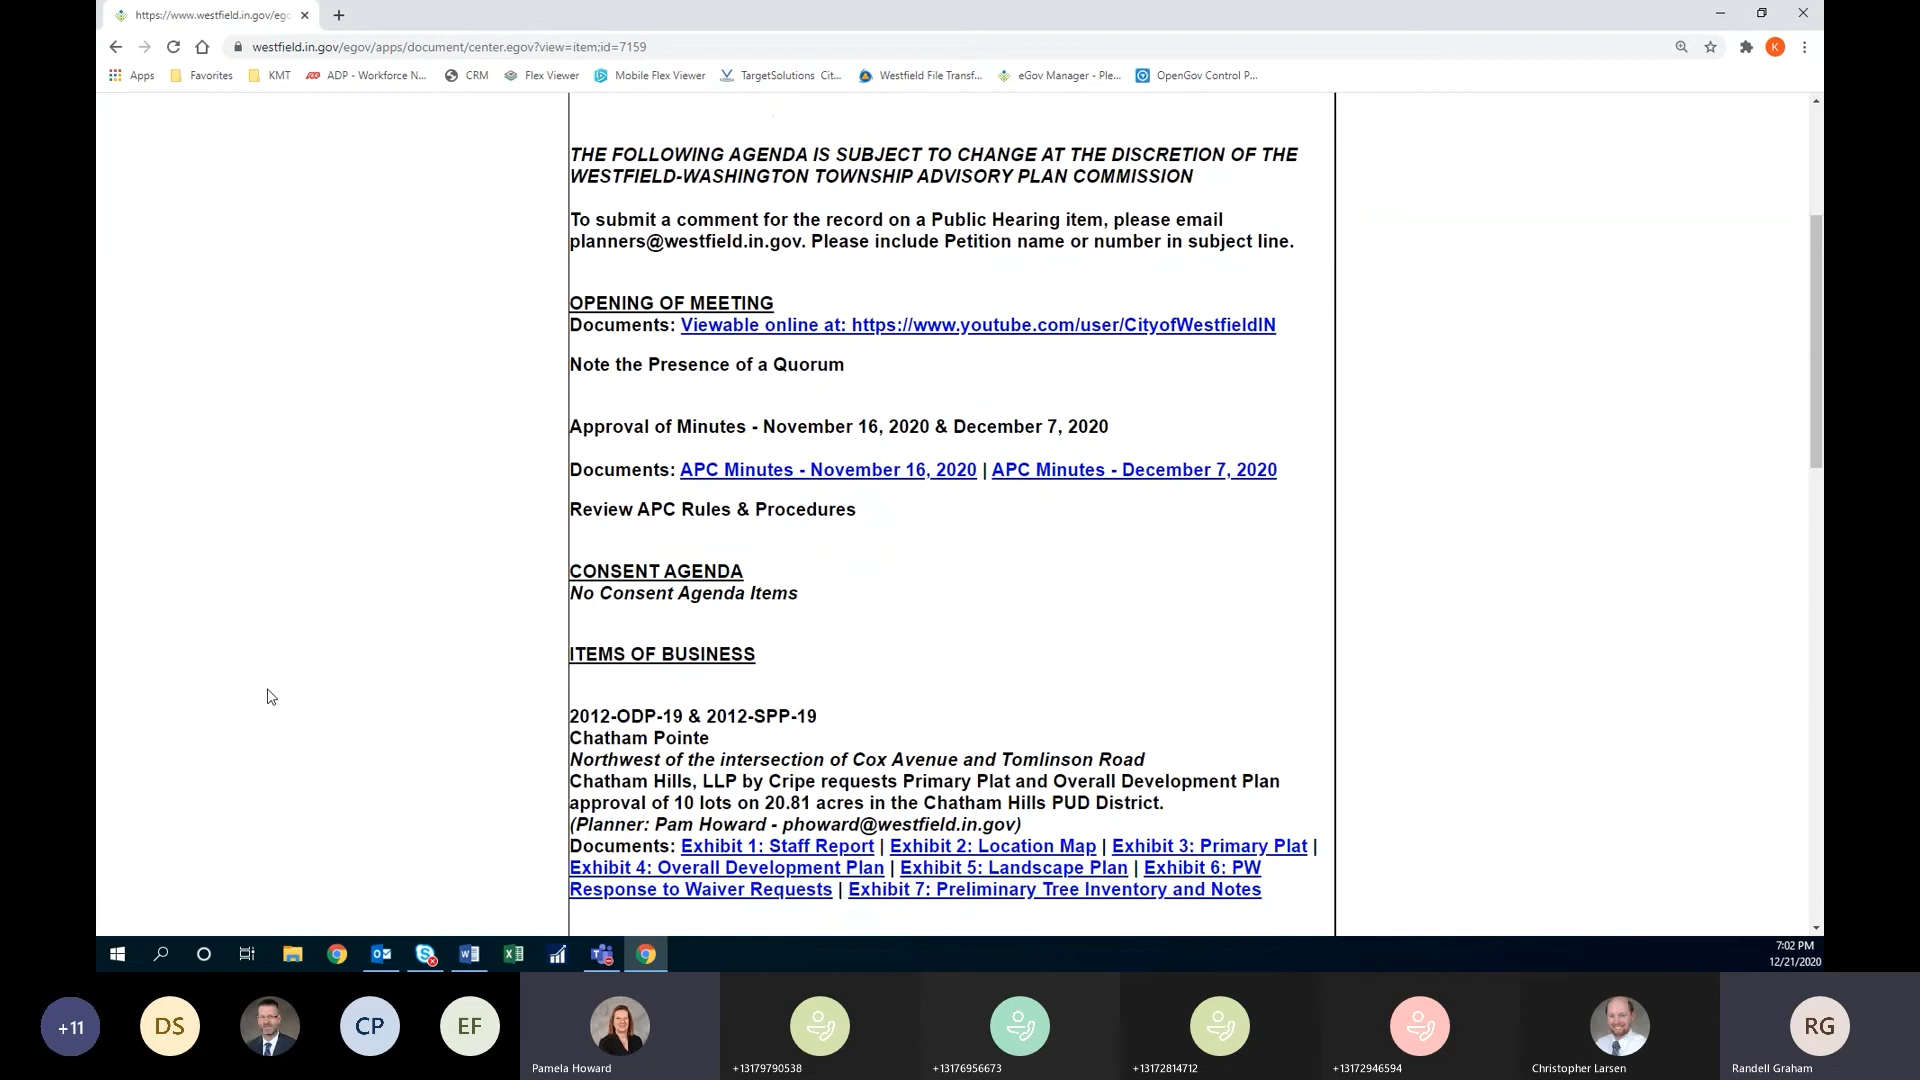 https://www.westfield.in.gov/ego
westfield.in.gov/egov/apps/document/center.egov?view=item;id=7159
K
Apps Favorites KMT ADP - Workforce N... CRM Flex Viewer Mobile Flex Viewer TargetSolutions Cit... Westfield File Transf... eGov Manager - Ple... OpenGov Control P...
THE FOLLOWING AGENDA IS SUBJECT TO CHANGE AT THE DISCRETION OF THE
WESTFIELD-WASHINGTON TOWNSHIP ADVISORY PLAN COMMISSION
To submit a comment for the record on a Public Hearing item, please email
planners@westfield.in.gov. Please include Petition name or number in subject line.
OPENING OF MEETING
Documents: Viewable online at: https://www.youtube.com/user/CityofWestfieldIN
Note the Presence of a Quorum
Approval of Minutes - November 16, 2020 & December 7, 2020
Documents: APC Minutes - November 16, 2020 | APC Minutes - December 7, 2020
Review APC Rules & Procedures
CONSENT AGENDA
No Consent Agenda Items
ITEMS OF BUSINESS
2012-ODP-19 & 2012-SPP-19
Chatham Pointe
Northwest of the intersection of Cox Avenue and Tomlinson Road
Chatham Hills, LLP by Cripe requests Primary Plat and Overall Development Plan
approval of 10 lots on 20.81 acres in the Chatham Hills PUD District.
(Planner: Pam Howard - phoward@westfield.in.gov)
Documents: Exhibit 1: Staff Report | Exhibit 2: Location Map | Exhibit 3: Primary Plat |
Exhibit 4: Overall Development Plan | Exhibit 5: Landscape Plan | Exhibit 6: PW
Response to Waiver Requests | Exhibit 7: Preliminary Tree Inventory and Notes
7:02 PM
12/21/2020
+11 DS CP EF RG
Pamela Howard +13179790538 +13176956673 +13172814712 +13172946594 Christopher Larsen Randell Graham